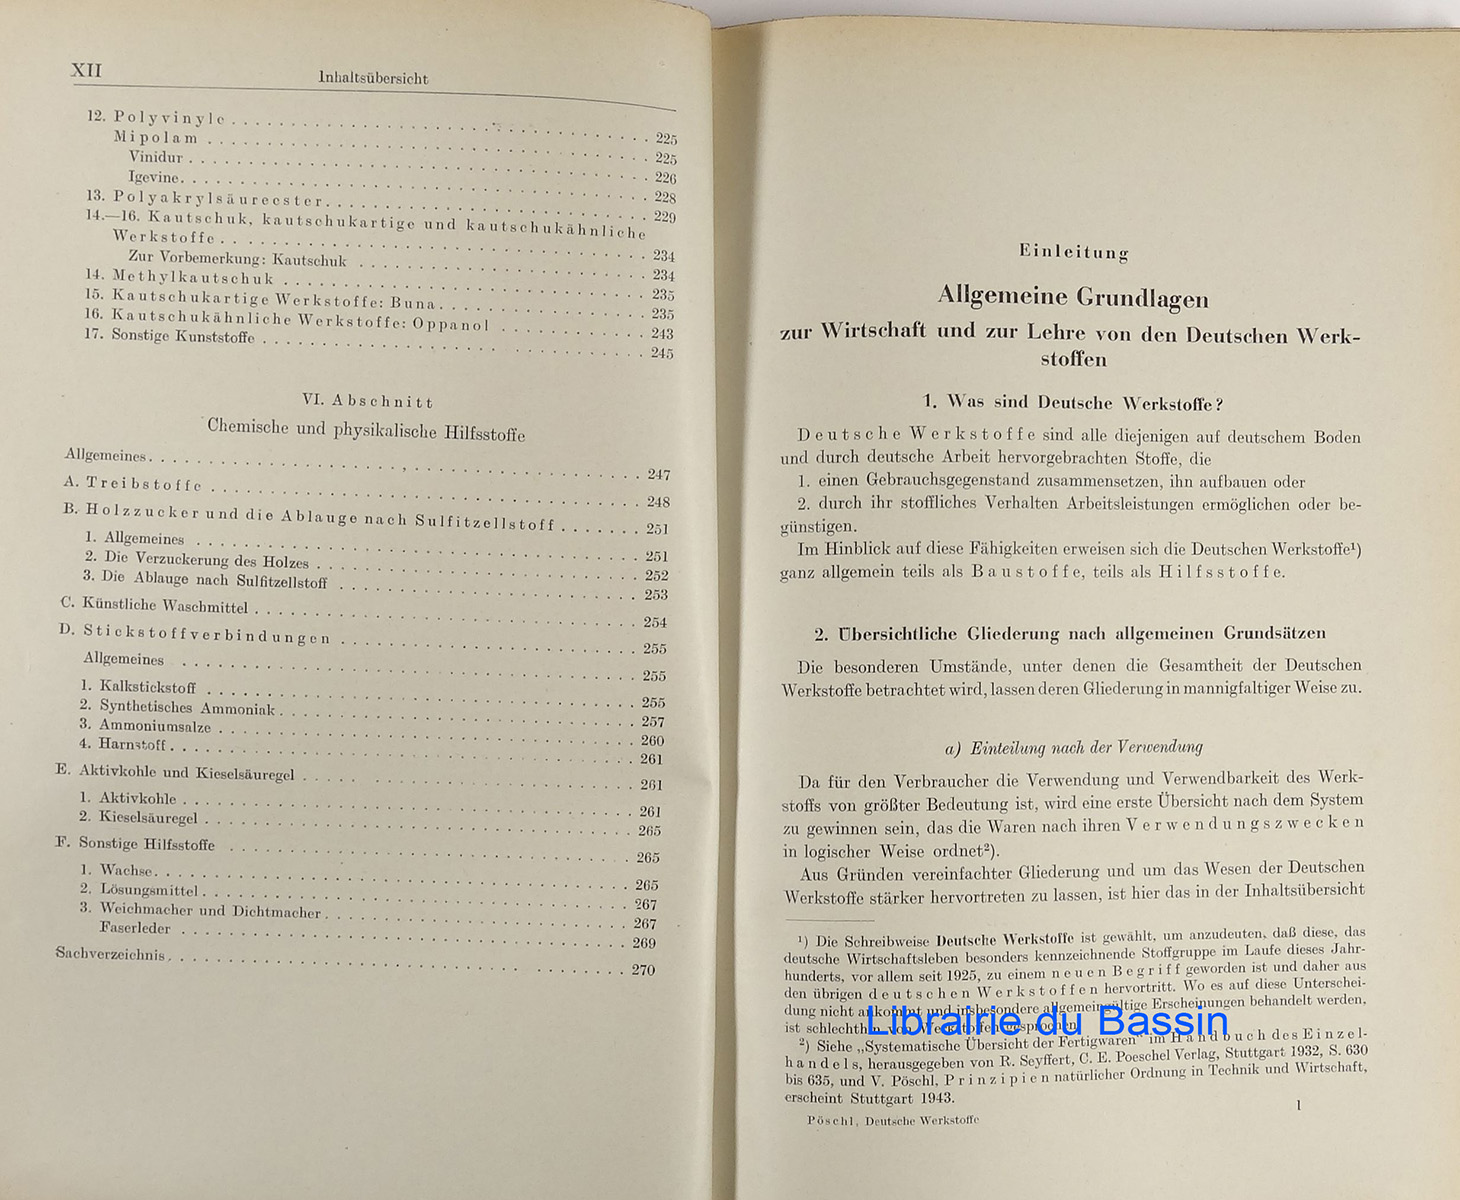 XII
Inhaltsübersicht
12. Polyvinyle . . . . . . . . . . 225
Mipolam . . . . . . . . . . 225
Vinidur . . . . . . . . . . 226
Igevine . . . . . . . . . . 228
13. Polyakrylsäureester . . . . . . . . . . 229
14.—16. Kautschuk, kautschukartige und kautschukähnliche
Werkstoffe . . . . . . . . . . 234
Zur Vorbemerkung: Kautschuk . . . . . . . . . . 234
14. Methylkautschuk . . . . . . . . . . 235
15. Kautschukartige Werkstoffe: Buna . . . . . . . . . . 235
16. Kautschukähnliche Werkstoffe: Oppanol . . . . . . . . . . 243
17. Sonstige Kunststoffe . . . . . . . . . . 245
VI. Abschnitt
Chemische und physikalische Hilfsstoffe
Allgemeines . . . . . . . . . . 247
A. Treibstoffe . . . . . . . . . . 248
B. Holzzucker und die Ablauge nach Sulfitzellstoff . . . . . . . 251
1. Allgemeines . . . . . . . . . . 251
2. Die Verzuckerung des Holzes . . . . . . . . . . 252
3. Die Ablauge nach Sulfitzellstoff . . . . . . . . . . 253
C. Künstliche Waschmittel . . . . . . . . . . 254
D. Stickstoffverbindungen . . . . . . . . . . 255
Allgemeines . . . . . . . . . . 255
1. Kalkstickstoff . . . . . . . . . . 255
2. Synthetisches Ammoniak . . . . . . . . . . 257
3. Ammoniumsalze . . . . . . . . . . 260
4. Harnstoff . . . . . . . . . . 261
E. Aktivkohle und Kieselsäuregel . . . . . . . . . . 261
1. Aktivkohle . . . . . . . . . . 261
2. Kieselsäuregel . . . . . . . . . . 265
F. Sonstige Hilfsstoffe . . . . . . . . . . 265
1. Wachse . . . . . . . . . . 265
2. Lösungsmittel . . . . . . . . . . 267
3. Weichmacher und Dichtmacher . . . . . . . . . . 267
Faserleder . . . . . . . . . . 269
Sachverzeichnis . . . . . . . . . . 270
Einleitung
Allgemeine Grundlagen
zur Wirtschaft und zur Lehre von den Deutschen Werk-
stoffen
1. Was sind Deutsche Werkstoffe?
Deutsche Werkstoffe sind alle diejenigen auf deutschem Boden
und durch deutsche Arbeit hervorgebrachten Stoffe, die
1. einen Gebrauchsgegenstand zusammensetzen, ihn aufbauen oder
2. durch ihr stoffliches Verhalten Arbeitsleistungen ermöglichen oder be-
günstigen.
Im Hinblick auf diese Fähigkeiten erweisen sich die Deutschen Werkstoffe¹)
ganz allgemein teils als Baustoffe, teils als Hilfsstoffe.
2. Übersichtliche Gliederung nach allgemeinen Grundsätzen
Die besonderen Umstände, unter denen die Gesamtheit der Deutschen
Werkstoffe betrachtet wird, lassen deren Gliederung in mannigfaltiger Weise zu.
a) Einteilung nach der Verwendung
Da für den Verbraucher die Verwendung und Verwendbarkeit des Werk-
stoffs von größter Bedeutung ist, wird eine erste Übersicht nach dem System
zu gewinnen sein, das die Waren nach ihren Verwendungszwecken
in logischer Weise ordnet²).
Aus Gründen vereinfachter Gliederung und um das Wesen der Deutschen
Werkstoffe stärker hervortreten zu lassen, ist hier das in der Inhaltsübersicht
¹) Die Schreibweise Deutsche Werkstoffe ist gewählt, um anzudeuten, daß diese, das
deutsche Wirtschaftsleben besonders kennzeichnende Stoffgruppe im Laufe dieses Jahr-
hunderts, vor allem seit 1925, zu einem neuen Begriff geworden ist und daher aus
den übrigen deutschen Werkstoffen hervortritt. Wo es auf diese Unterschei-
dung nicht ankommt und insbesondere allgemeingültige Erscheinungen behandelt werden,
ist schlechthin von Werkstoffen gesprochen.
²) Siehe „Systematische Übersicht der Fertigwaren" im Handbuch des Einzel-
handels, herausgegeben von R. Seyffert, C. E. Poeschel Verlag, Stuttgart 1932, S. 630
bis 635, und V. Pöschl, Prinzipien natürlicher Ordnung in Technik und Wirtschaft,
erscheint Stuttgart 1943.
Pöschl, Deutsche Werkstoffe
1
Librairie du Bassin